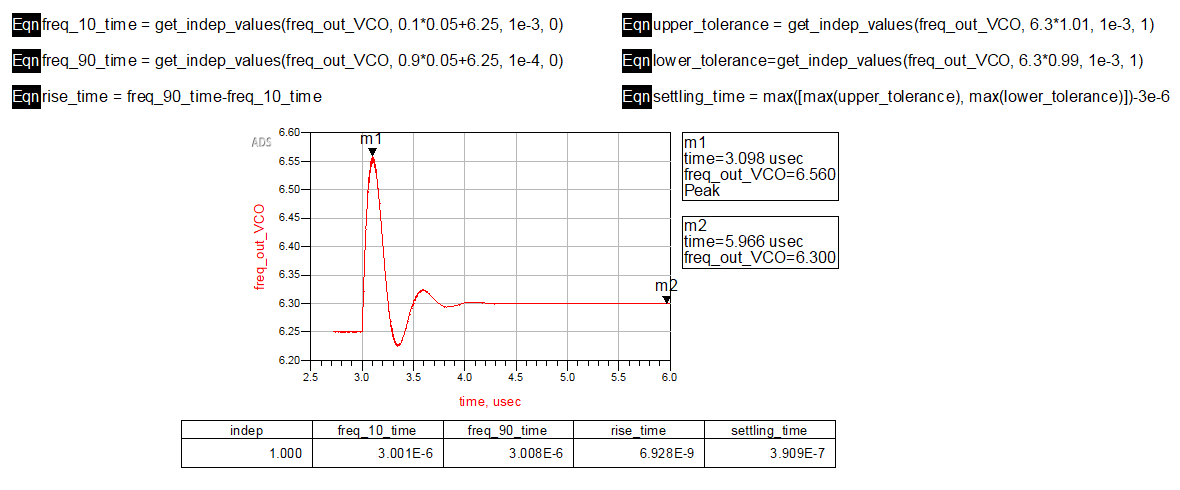 Eqn freq_10_time = get_indep_values(freq_out_VCO, 0.1*0.05+6.25, 1e-3, 0)
Eqn upper_tolerance = get_indep_values(freq_out_VCO, 6.3*1.01, 1e-3, 1)
Eqn freq_90_time = get_indep_values(freq_out_VCO, 0.9*0.05+6.25, 1e-4, 0)
Eqn lower_tolerance=get_indep_values(freq_out_VCO, 6.3*0.99, 1e-3, 1)
Eqn rise_time = freq_90_time-freq_10_time
Eqn settling_time = max([max(upper_tolerance), max(lower_tolerance)])-3e-6
ADS
freq_out_VCO
6.60
6.55
6.50
6.45
6.40
6.35
6.30
6.25
6.20
m1
m2
2.5 3.0 3.5 4.0 4.5 5.0 5.5 6.0
time, usec
m1
time=3.098 usec
freq_out_VCO=6.560
Peak
m2
time=5.966 usec
freq_out_VCO=6.300
indep freq_10_time freq_90_time rise_time settling_time
1.000 3.001E-6 3.008E-6 6.928E-9 3.909E-7